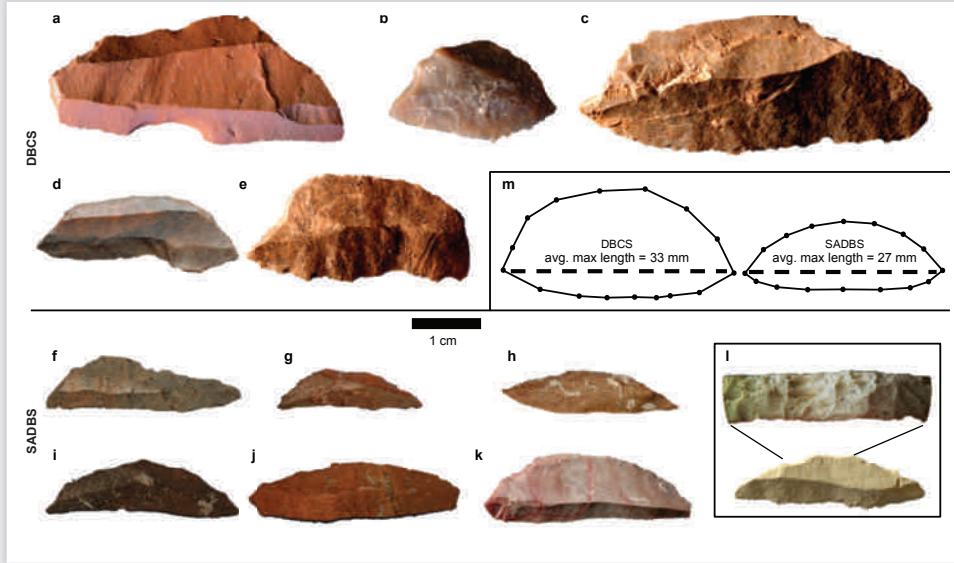 a
b
c
DBCS
d
e
m
DBCS
avg. max length = 33 mm
SADBS
avg. max length = 27 mm
1 cm
SADBS
f
g
h
l
i
j
k